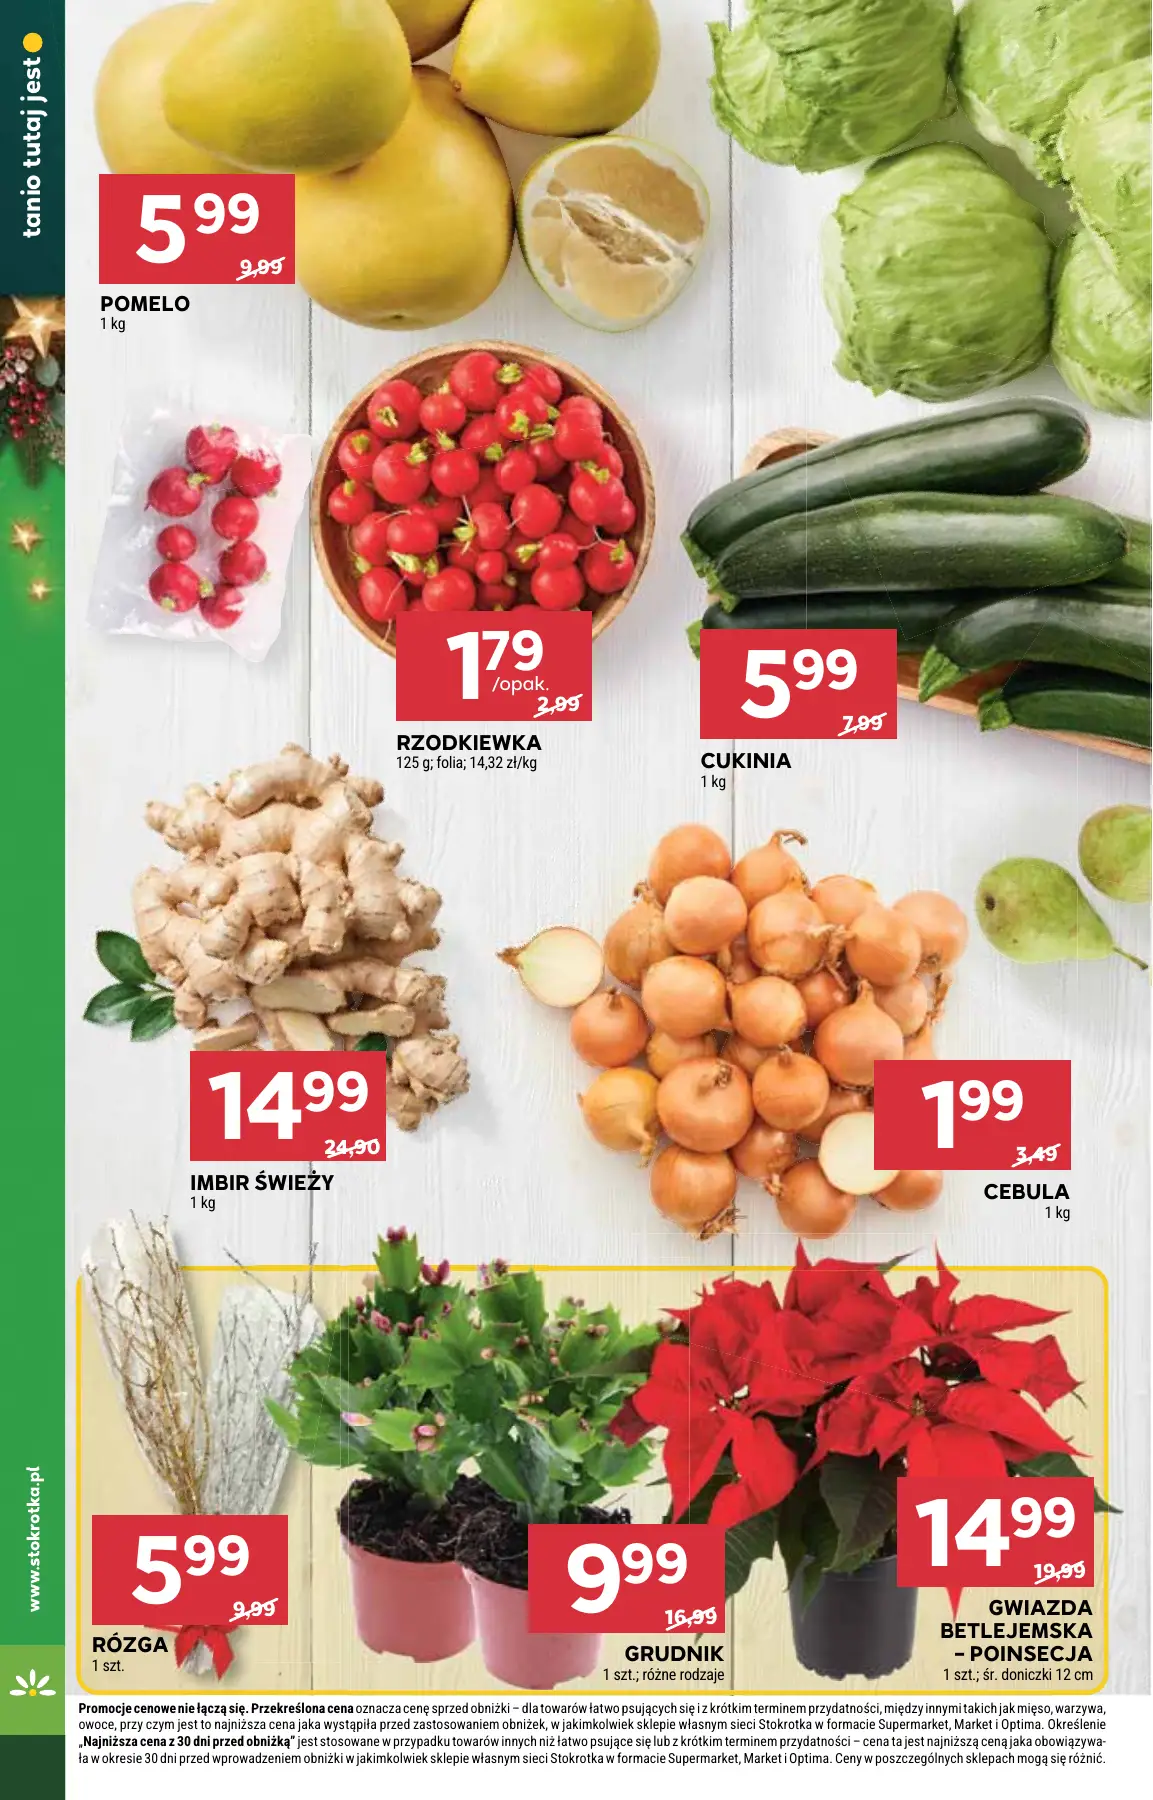 tanio tutaj jest
5 99
9,99
POMELO
1 kg
1 79
/opak.
2,99
RZODKIEWKA
125 g; folia; 14,32 zł/kg
5 99
7,99
CUKINIA
1 kg
14 99
24,90
IMBIR ŚWIEŻY
1 kg
1 99
3,49
CEBULA
1 kg
5 99
9,99
RÓZGA
1 szt.
9 99
16,99
GRUDNIK
1 szt.; różne rodzaje
14 99
19,99
GWIAZDA
BETLEJEMSKA
– POINSECJA
1 szt.; śr. doniczki 12 cm
www.stokrotka.pl
Promocje cenowe nie łączą się. Przekreślona cena oznacza cenę sprzed obniżki – dla towarów łatwo psujących się i z krótkim terminem przydatności, między innymi takich jak mięso, warzywa,
owoce, przy czym jest to najniższa cena jaka wystąpiła przed zastosowaniem obniżek, w jakimkolwiek sklepie własnym sieci Stokrotka w formacie Supermarket, Market i Optima. Określenie
„Najniższa cena z 30 dni przed obniżką” jest stosowane w przypadku towarów innych niż łatwo psujące się lub z krótkim terminem przydatności – cena ta jest najniższą ceną jaka obowiązywa-
ła w okresie 30 dni przed wprowadzeniem obniżki w jakimkolwiek sklepie własnym sieci Stokrotka w formacie Supermarket, Market i Optima. Ceny w poszczególnych sklepach mogą się różnić.